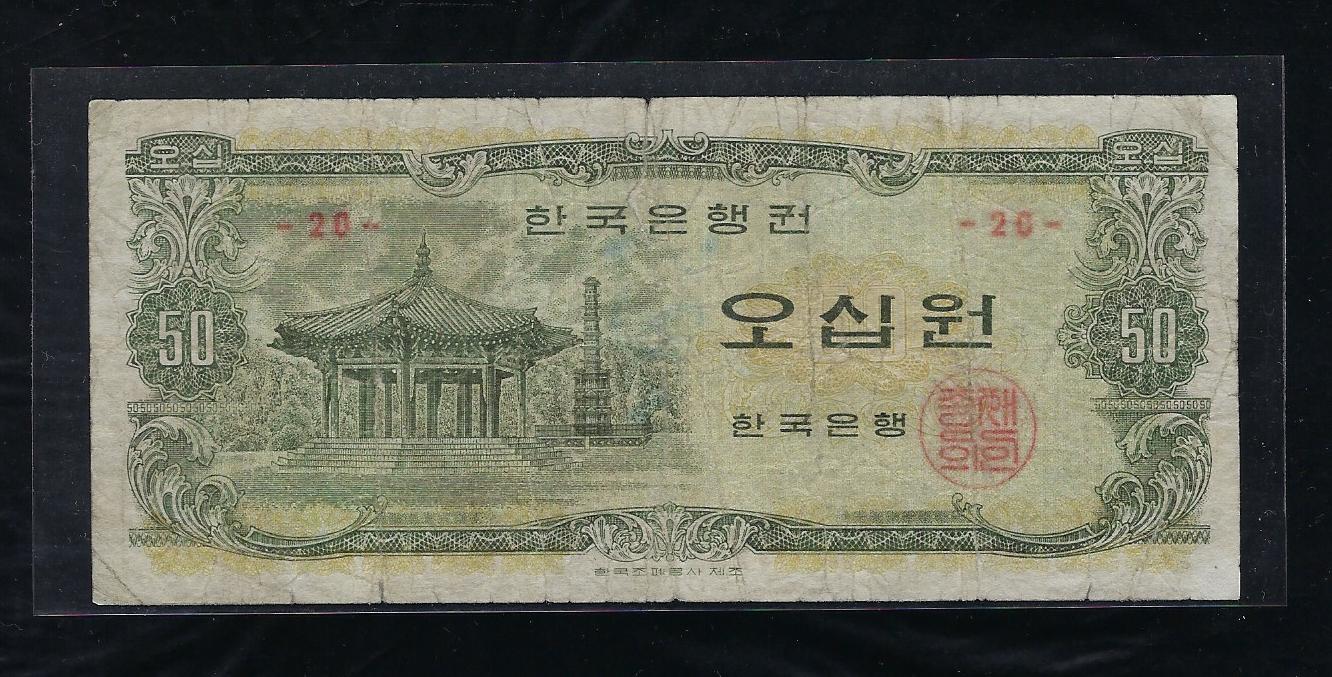 오십 오십
한국은행권
- 20 - - 20 -
오십원
50 50
한국은행
한국조폐공사 제조